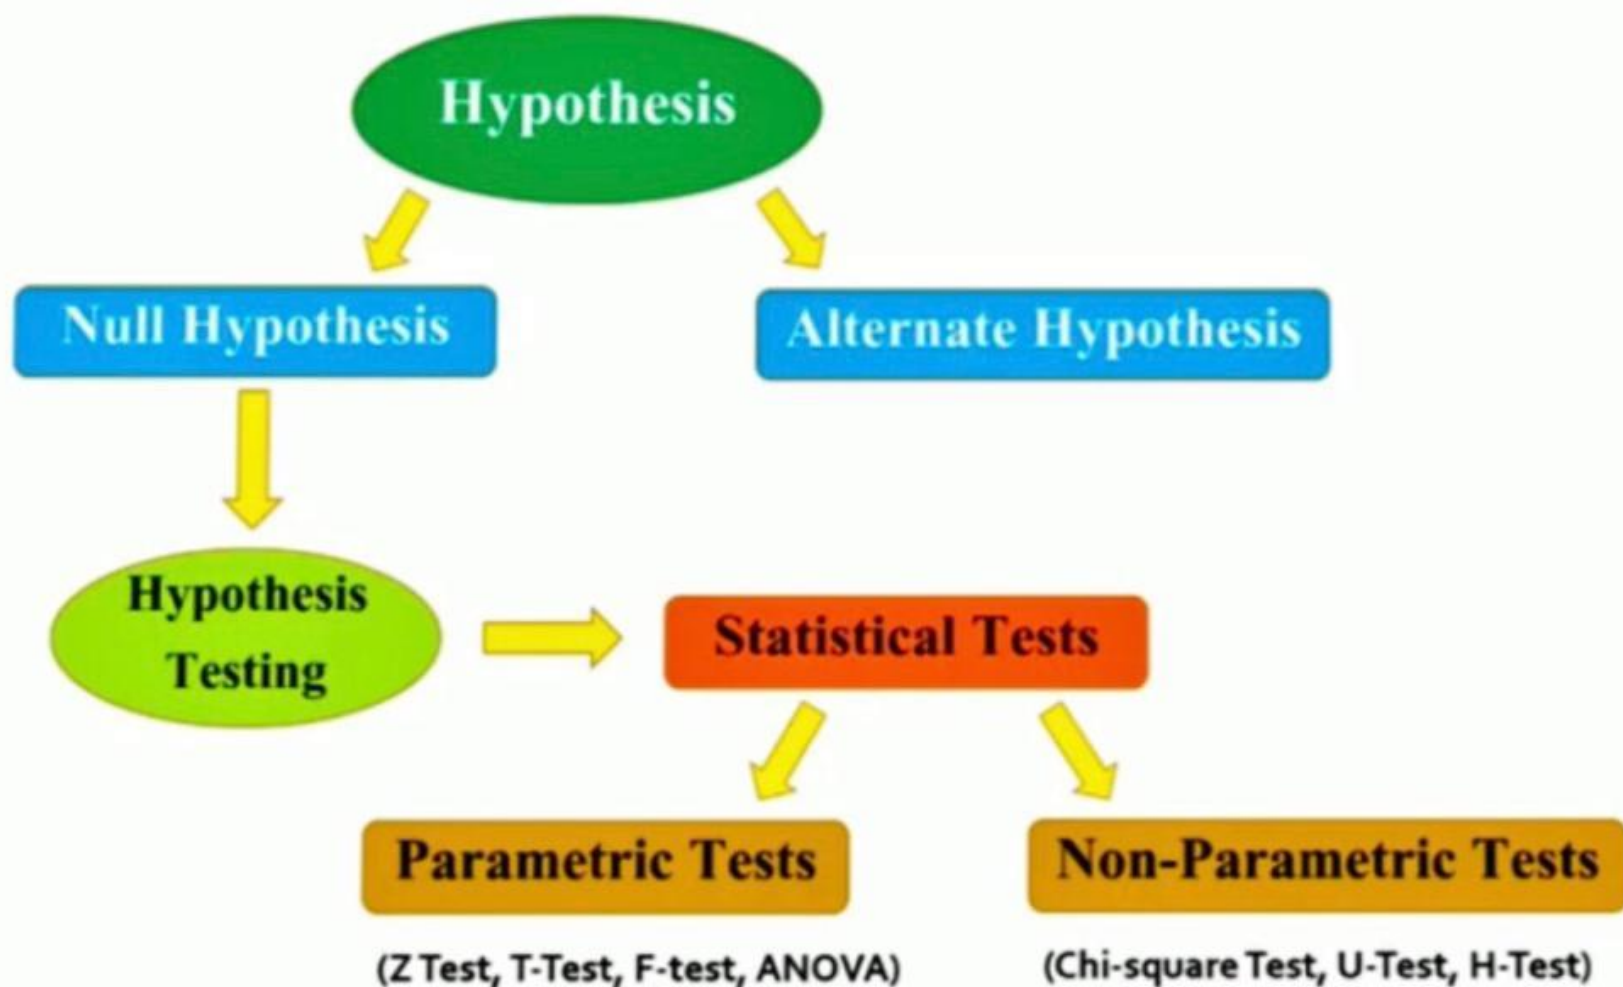 Hypothesis
Null Hypothesis
Alternate Hypothesis
Hypothesis
Testing
Statistical Tests
Parametric Tests
Non-Parametric Tests
(Z Test, T-Test, F-test, ANOVA)
(Chi-square Test, U-Test, H-Test)